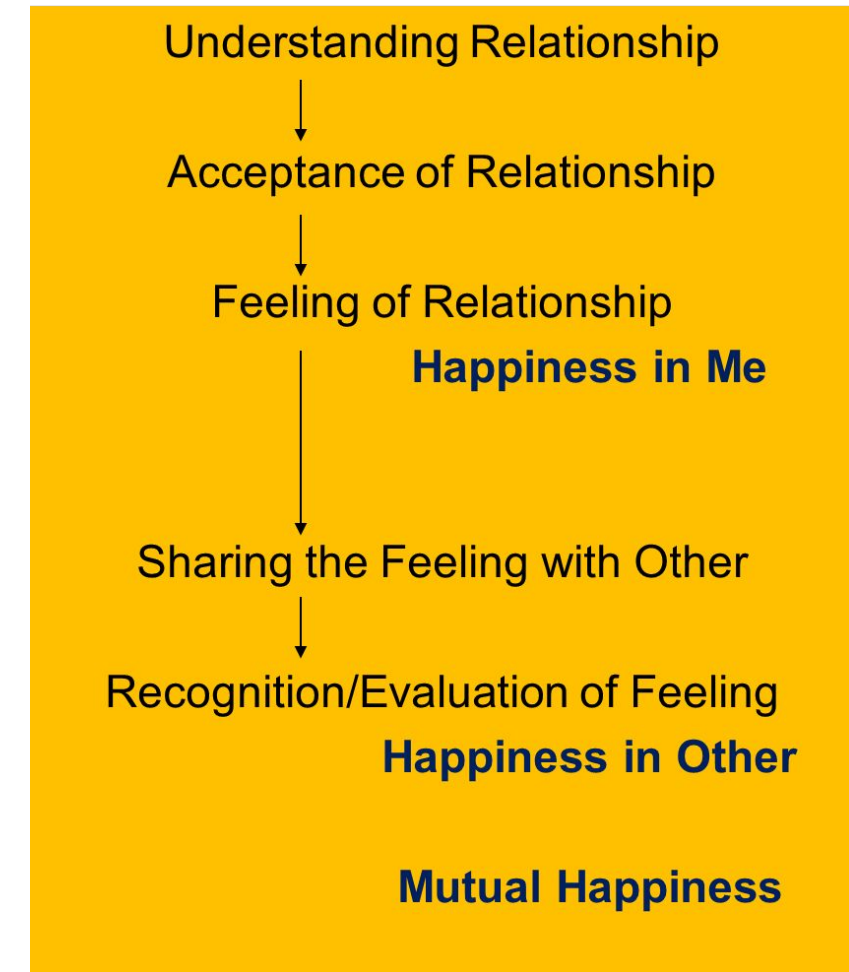 Understanding Relationship
Acceptance of Relationship
Feeling of Relationship
Happiness in Me
Sharing the Feeling with Other
Recognition/Evaluation of Feeling
Happiness in Other
Mutual Happiness